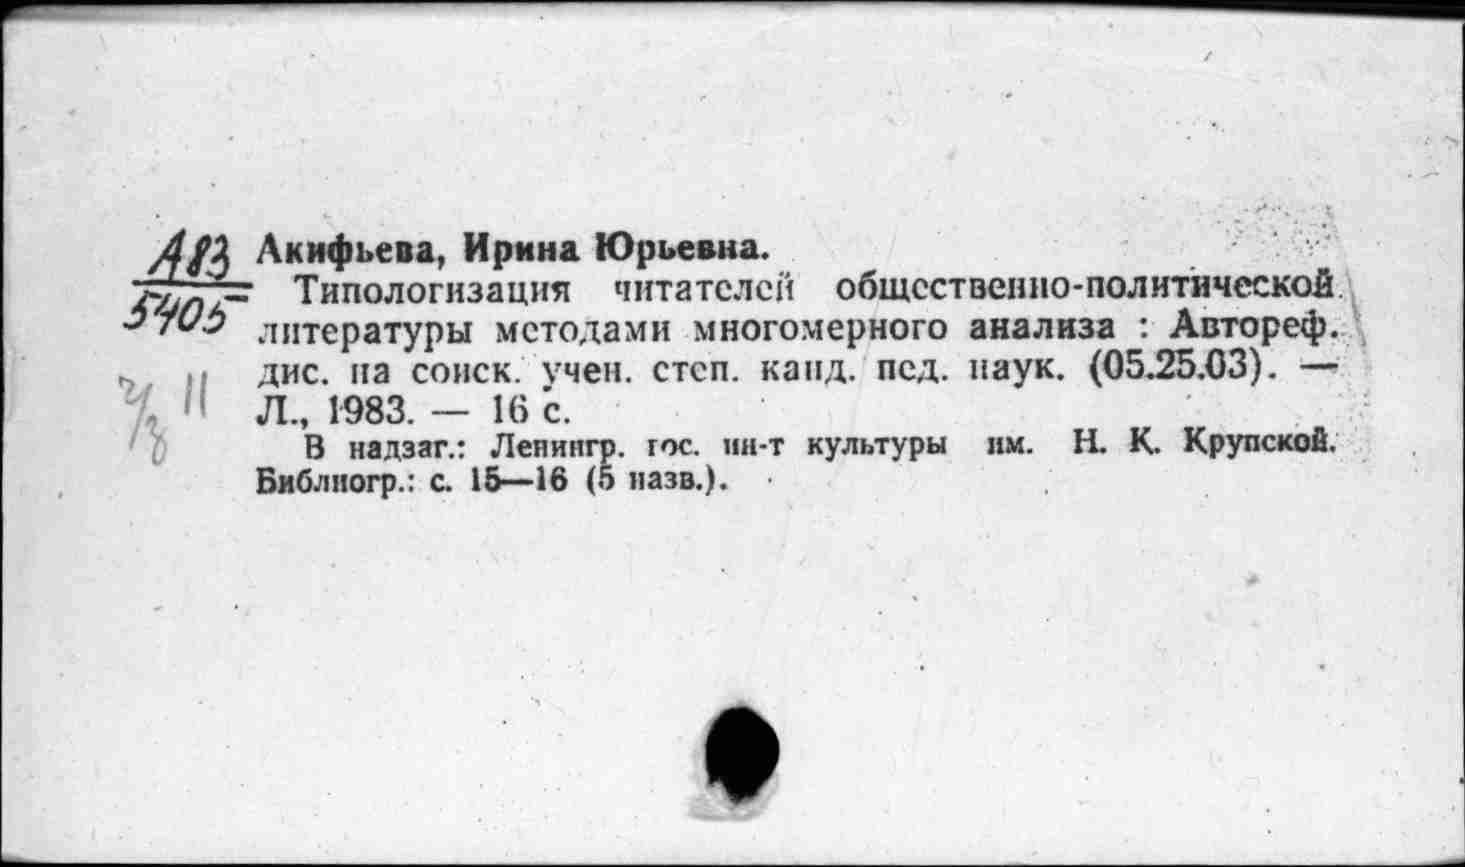 Акифьева, Ирина Юрьевна.
Типологизация читателей общественно-политической
5405 литературы методами многомерного анализа : Автореф.
дис. на соиск. учен. степ. канд. пед. наук. (05.25.03). —
Л., 1983. — 16 с.
В надзаг.: Ленингр. гос. ин-т культуры им. Н. К. Крупской.
Библиогр.: с. 15—16 (5 назв.).